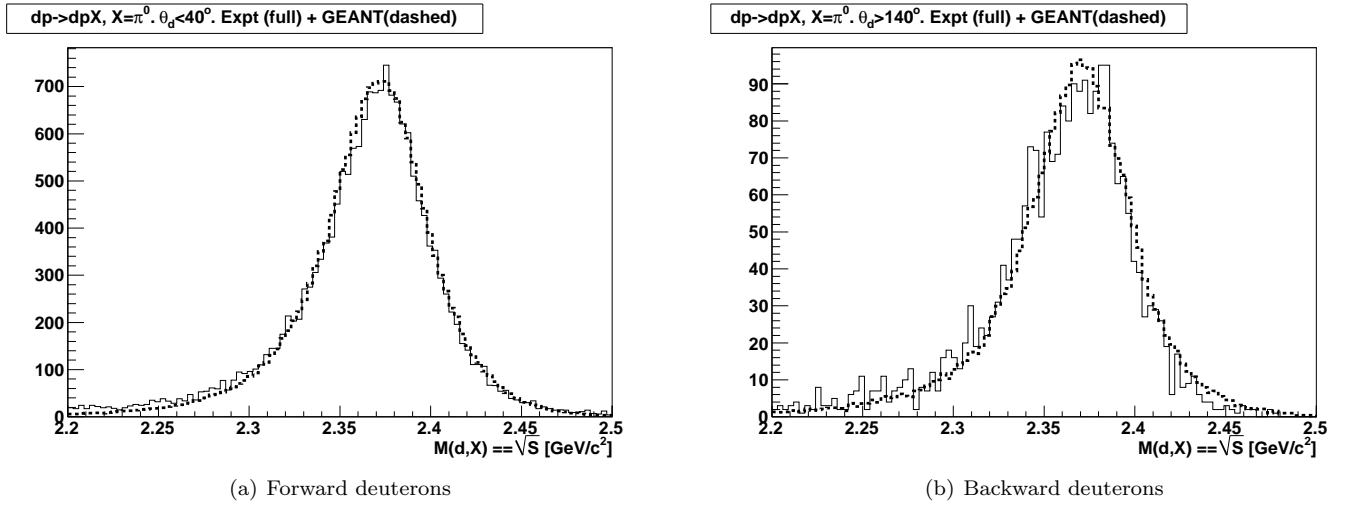 dp->dpX, X=π⁰. θ_d<40°. Expt (full) + GEANT(dashed)
700
600
500
400
300
200
100
0
2.2 2.25 2.3 2.35 2.4 2.45 2.5
M(d,X) ==√S [GeV/c²]
(a) Forward deuterons
dp->dpX, X=π⁰. θ_d>140°. Expt (full) + GEANT(dashed)
90
80
70
60
50
40
30
20
10
0
2.2 2.25 2.3 2.35 2.4 2.45 2.5
M(d,X) ==√S [GeV/c²]
(b) Backward deuterons